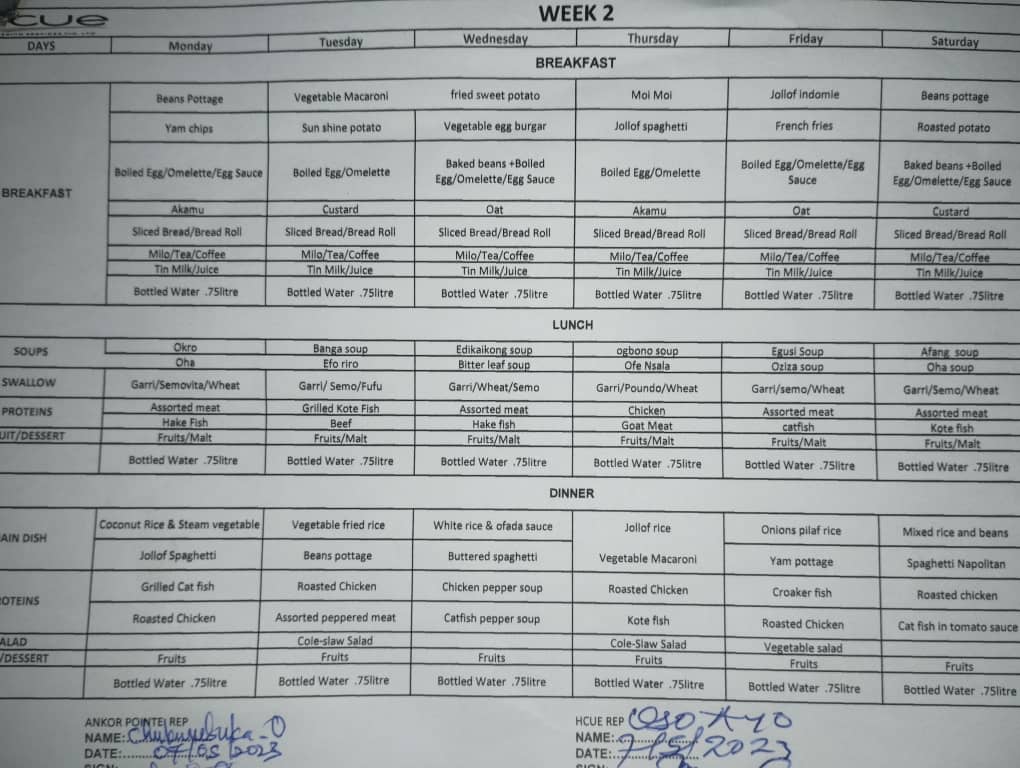 CUE
WEEK 2
DAYS Monday Tuesday Wednesday Thursday Friday Saturday
BREAKFAST
Beans Pottage Vegetable Macaroni fried sweet potato Moi Moi Jollof indomie Beans pottage
Yam chips Sun shine potato Vegetable egg burgar Jollof spaghetti French fries Roasted potato
BREAKFAST Boiled Egg/Omelette/Egg Sauce Boiled Egg/Omelette Baked beans +Boiled Egg/Omelette/Egg Sauce Boiled Egg/Omelette Boiled Egg/Omelette/Egg Sauce Baked beans +Boiled Egg/Omelette/Egg Sauce
Akamu Custard Oat Akamu Oat Custard
Sliced Bread/Bread Roll Sliced Bread/Bread Roll Sliced Bread/Bread Roll Sliced Bread/Bread Roll Sliced Bread/Bread Roll Sliced Bread/Bread Roll
Milo/Tea/Coffee Milo/Tea/Coffee Milo/Tea/Coffee Milo/Tea/Coffee Milo/Tea/Coffee Milo/Tea/Coffee
Tin Milk/Juice Tin Milk/Juice Tin Milk/Juice Tin Milk/Juice Tin Milk/Juice Tin Milk/Juice
Bottled Water .75litre Bottled Water .75litre Bottled Water .75litre Bottled Water .75litre Bottled Water .75litre Bottled Water .75litre
LUNCH
SOUPS Okro Banga soup Edikaikong soup ogbono soup Egusi Soup Afang soup
Oha Efo riro Bitter leaf soup Ofe Nsala Oziza soup Oha soup
SWALLOW Garri/Semovita/Wheat Garri/ Semo/Fufu Garri/Wheat/Semo Garri/Poundo/Wheat Garri/semo/Wheat Garri/Semo/Wheat
PROTEINS Assorted meat Grilled Kote Fish Assorted meat Chicken Assorted meat Assorted meat
Hake Fish Beef Hake fish Goat Meat catfish Kote fish
UIT/DESSERT Fruits/Malt Fruits/Malt Fruits/Malt Fruits/Malt Fruits/Malt Fruits/Malt
Bottled Water .75litre Bottled Water .75litre Bottled Water .75litre Bottled Water .75litre Bottled Water .75litre Bottled Water .75litre
DINNER
AIN DISH Coconut Rice & Steam vegetable Vegetable fried rice White rice & ofada sauce Jollof rice Onions pilaf rice Mixed rice and beans
Jollof Spaghetti Beans pottage Buttered spaghetti Vegetable Macaroni Yam pottage Spaghetti Napolitan
OTEINS Grilled Cat fish Roasted Chicken Chicken pepper soup Roasted Chicken Croaker fish Roasted chicken
Roasted Chicken Assorted peppered meat Catfish pepper soup Kote fish Roasted Chicken Cat fish in tomato sauce
ALAD Cole-slaw Salad Cole-Slaw Salad Vegetable salad
/DESSERT Fruits Fruits Fruits Fruits Fruits Fruits
Bottled Water .75litre Bottled Water .75litre Bottled Water .75litre Bottled Water .75litre Bottled Water .75litre Bottled Water .75litre
ANKOR POINTE REP HCUE REP Oso, Ayo
NAME: Chukwuebuka_O NAME:
DATE: 07/05/2023 DATE: 7/5/2023